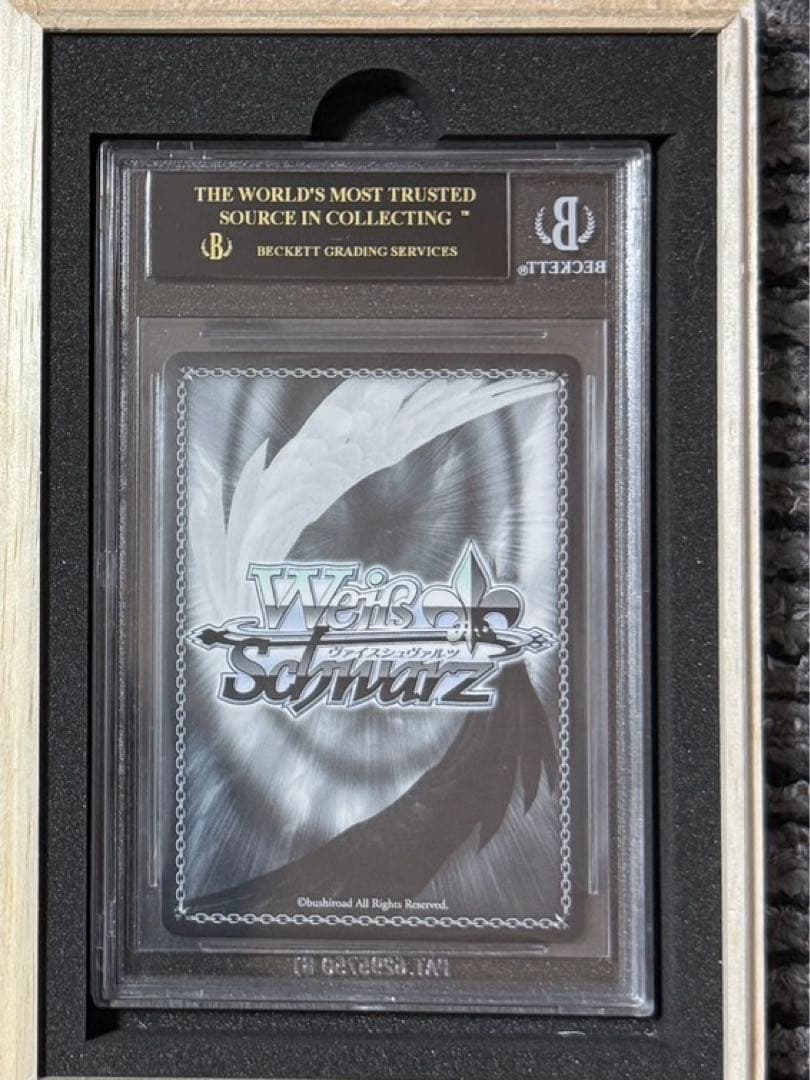 THE WORLD'S MOST TRUSTED
SOURCE IN COLLECTING ™
B BECKETT GRADING SERVICES
B
BECKETT®
Weiß
ヴァイスシュヴァルツ
Schwarz
©bushiroad All Rights Reserved.